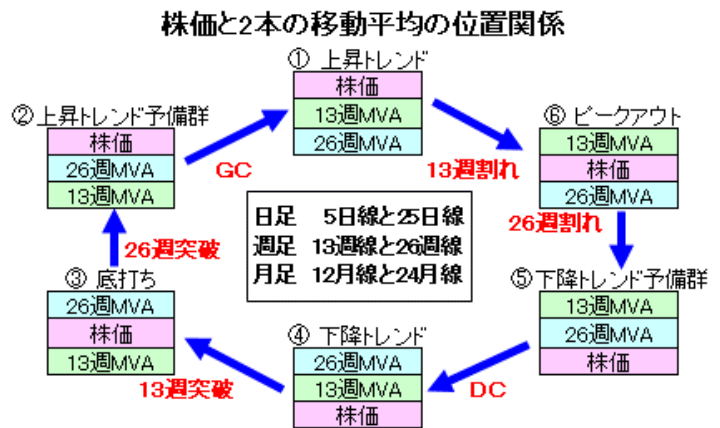 株価と2本の移動平均の位置関係
① 上昇トレンド
株価
13週MVA
26週MVA
② 上昇トレンド予備群
株価
26週MVA
13週MVA
GC
13週割れ
⑥ ピークアウト
13週MVA
株価
26週MVA
26週割れ
日足 5日線と25日線
週足 13週線と26週線
月足 12月線と24月線
26週突破
③ 底打ち
26週MVA
株価
13週MVA
13週突破
④ 下降トレンド
26週MVA
13週MVA
株価
DC
⑤下降トレンド予備群
13週MVA
26週MVA
株価